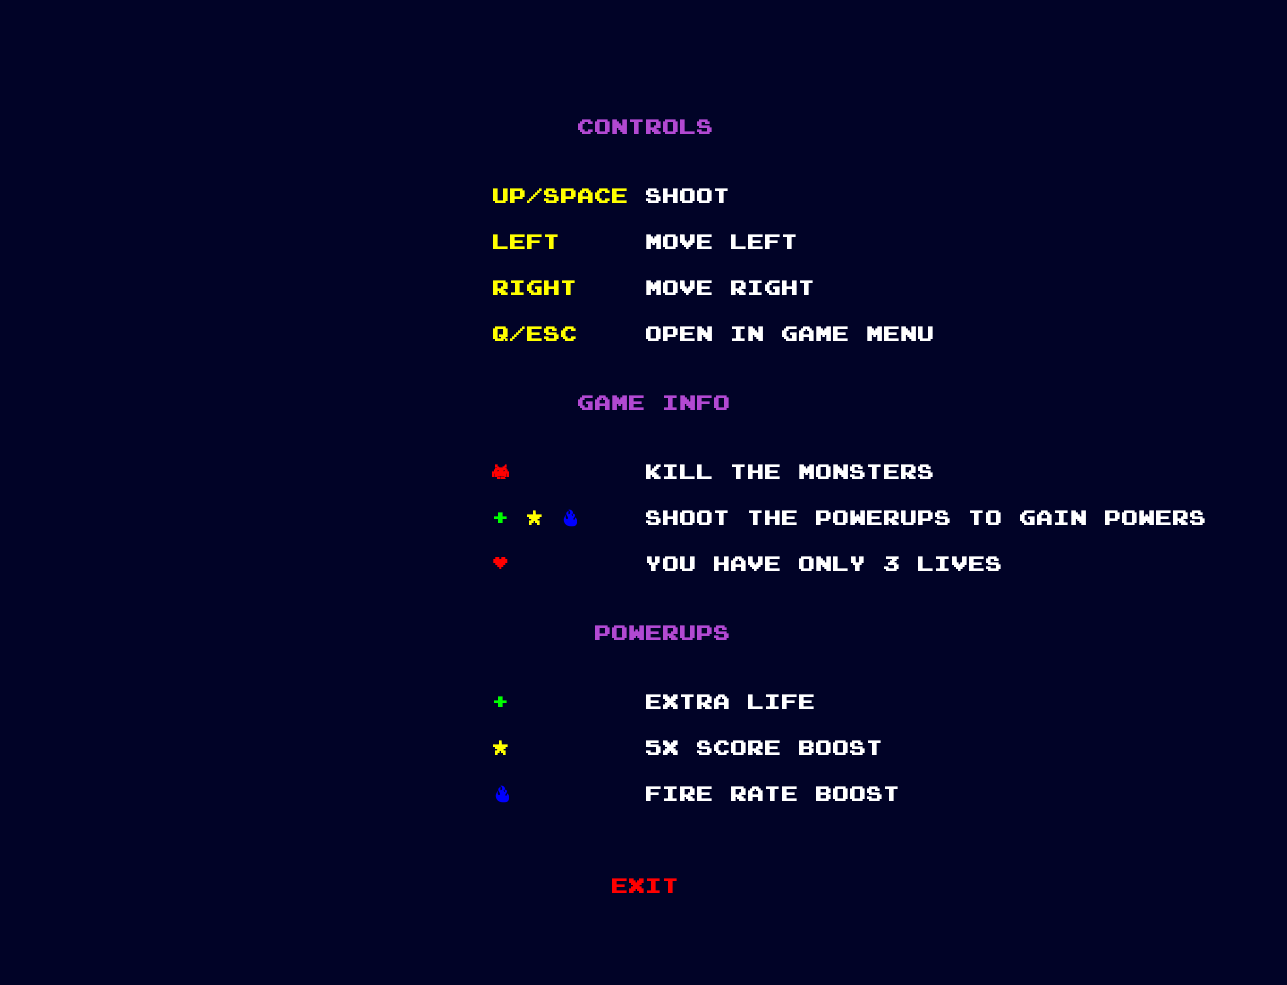 CONTROLS
UP/SPACE SHOOT
LEFT MOVE LEFT
RIGHT MOVE RIGHT
Q/ESC OPEN IN GAME MENU
GAME INFO
KILL THE MONSTERS
+ SHOOT THE POWERUPS TO GAIN POWERS
YOU HAVE ONLY 3 LIVES
POWERUPS
+ EXTRA LIFE
5X SCORE BOOST
FIRE RATE BOOST
EXIT